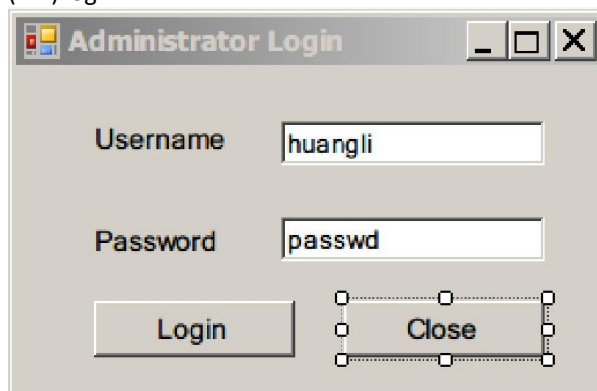 Administrator Login
Username huangli
Password passwd
Login Close